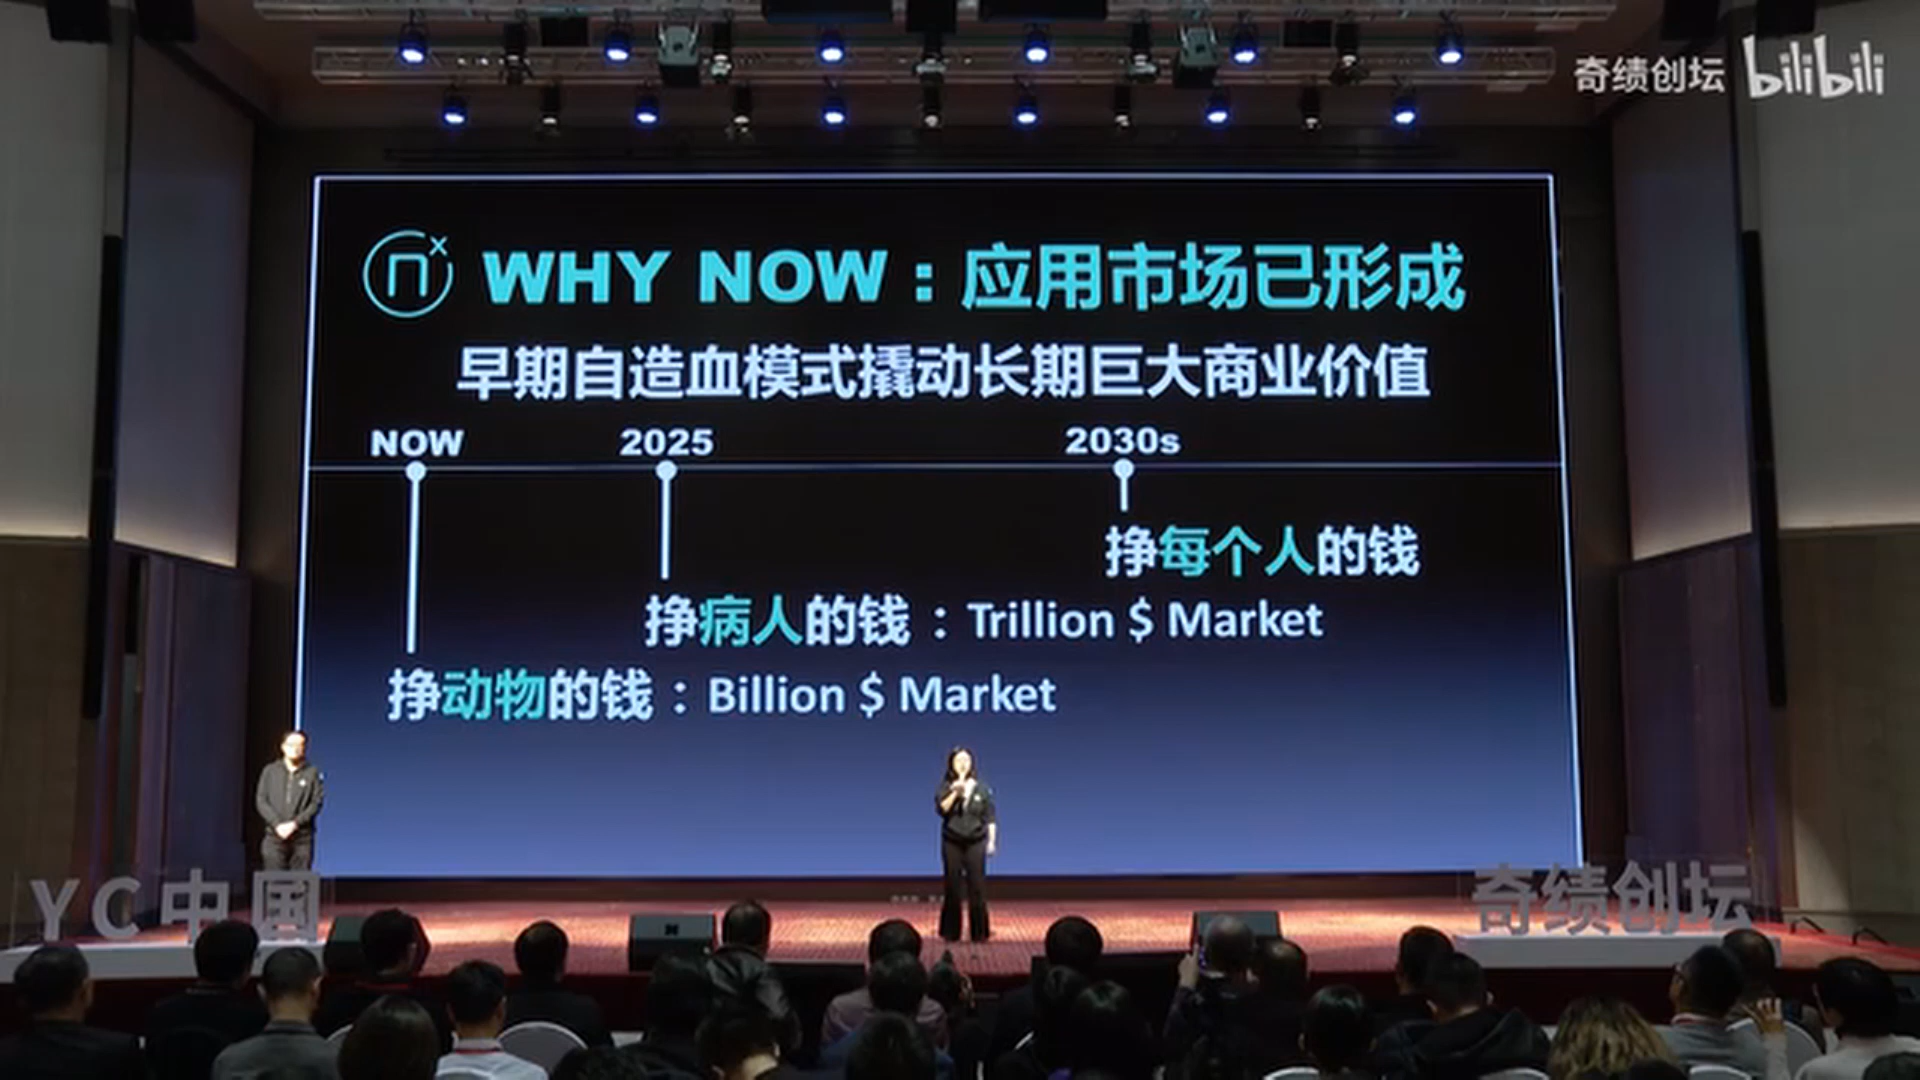 奇绩创坛 bilibili
n x WHY NOW：应用市场已形成
早期自造血模式撬动长期巨大商业价值
NOW 2025 2030s
挣每个人的钱
挣病人的钱：Trillion $ Market
挣动物的钱：Billion $ Market
YC中国 奇绩创坛